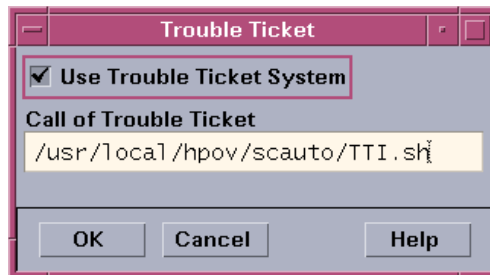 Trouble Ticket
Use Trouble Ticket System
Call of Trouble Ticket
/usr/local/hpov/scauto/TTI.sh
OK Cancel Help